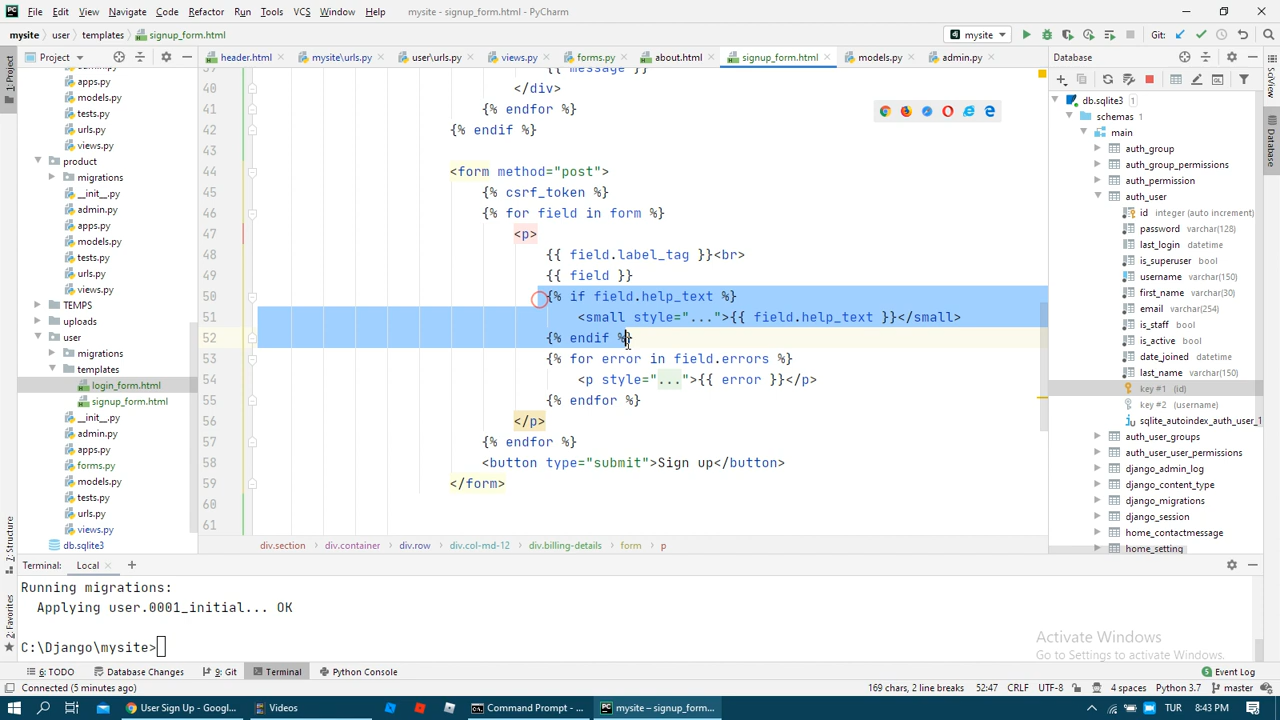 File Edit View Navigate Code Refactor Run Tools VCS Window Help mysite - signup_form.html - PyCharm
mysite user templates signup_form.html mysite Git:
Project header.html mysite\urls.py user\urls.py views.py forms.py about.html signup_form.html models.py admin.py Database
1: Project
SciView
Database
apps.py
models.py
tests.py
urls.py
views.py
product
migrations
__init__.py
admin.py
apps.py
models.py
tests.py
urls.py
views.py
TEMPS
uploads
user
migrations
templates
login_form.html
signup_form.html
__init__.py
admin.py
apps.py
forms.py
models.py
tests.py
urls.py
views.py
db.sqlite3
39 {{ message }}
40 </div>
41 {% endfor %}
42 {% endif %}
43
44 <form method="post">
45 {% csrf_token %}
46 {% for field in form %}
47 <p>
48 {{ field.label_tag }}<br>
49 {{ field }}
50 {% if field.help_text %}
51 <small style="...">{{ field.help_text }}</small>
52 {% endif %}
53 {% for error in field.errors %}
54 <p style="...">{{ error }}</p>
55 {% endfor %}
56 </p>
57 {% endfor %}
58 <button type="submit">Sign up</button>
59 </form>
60
61
div.section div.container div.row div.col-md-12 div.billing-details form p
db.sqlite3 1
schemas 1
main
auth_group
auth_group_permissions
auth_permission
auth_user
id integer (auto increment)
password varchar(128)
last_login datetime
is_superuser bool
username varchar(150)
first_name varchar(30)
email varchar(254)
is_staff bool
is_active bool
date_joined datetime
last_name varchar(150)
key #1 (id)
key #2 (username)
sqlite_autoindex_auth_user_1
auth_user_groups
auth_user_user_permissions
django_admin_log
django_content_type
django_migrations
django_session
home_contactmessage
home_setting
7: Structure
2: Favorites
Terminal: Local
Running migrations:
Applying user.0001_initial... OK
C:\Django\mysite>
Activate Windows
Go to Settings to activate Windows.
6: TODO Database Changes 9: Git Terminal Python Console Event Log
Connected (5 minutes ago) 169 chars, 2 line breaks 52:47 CRLF UTF-8 4 spaces Python 3.7 master
User Sign Up - Googl... Videos Command Prompt - ... mysite – signup_form... TUR 8:43 PM